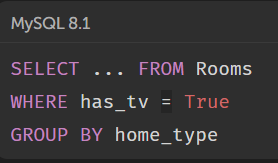 MySQL 8.1
SELECT ... FROM Rooms
WHERE has_tv = True
GROUP BY home_type